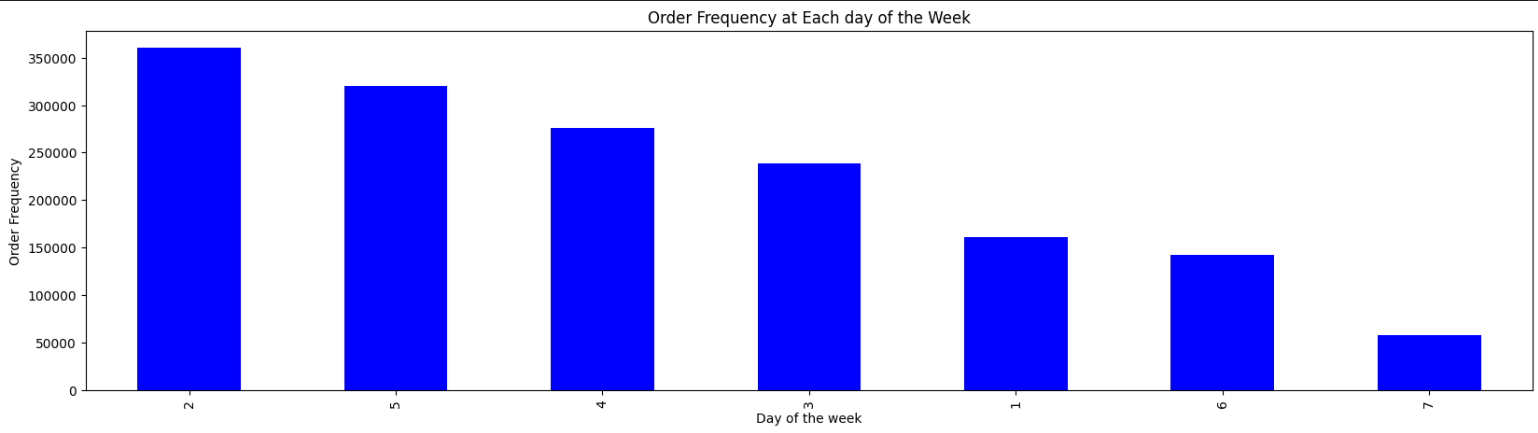 Order Frequency at Each day of the Week
Order Frequency
350000
300000
250000
200000
150000
100000
50000
0
2 5 4 3 1 6 7
Day of the week